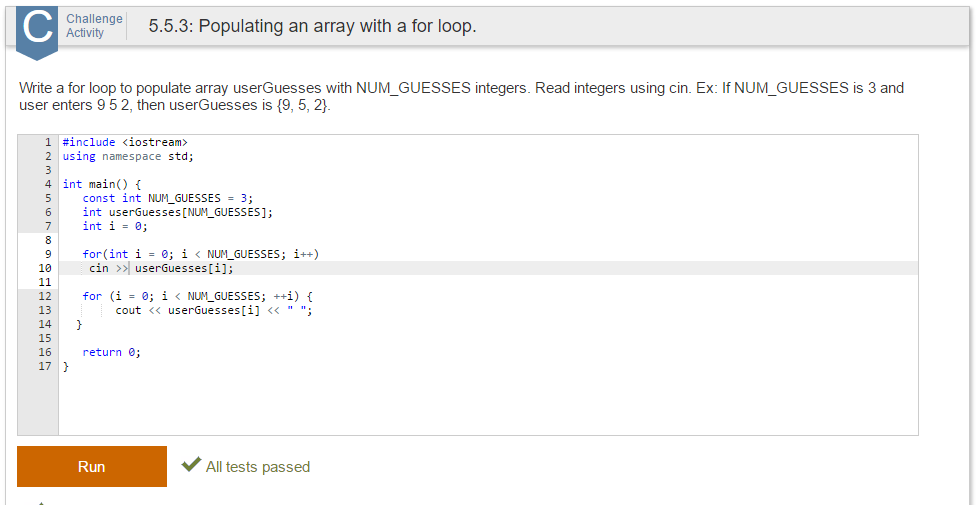 C Challenge Activity
5.5.3: Populating an array with a for loop.
Write a for loop to populate array userGuesses with NUM_GUESSES integers. Read integers using cin. Ex: If NUM_GUESSES is 3 and
user enters 9 5 2, then userGuesses is {9, 5, 2}.
1 #include <iostream>
2 using namespace std;
3
4 int main() {
5    const int NUM_GUESSES = 3;
6    int userGuesses[NUM_GUESSES];
7    int i = 0;
8
9    for(int i = 0; i < NUM_GUESSES; i++)
10    cin >> userGuesses[i];
11
12    for (i = 0; i < NUM_GUESSES; ++i) {
13        cout << userGuesses[i] << " ";
14   }
15
16    return 0;
17 }
Run
All tests passed